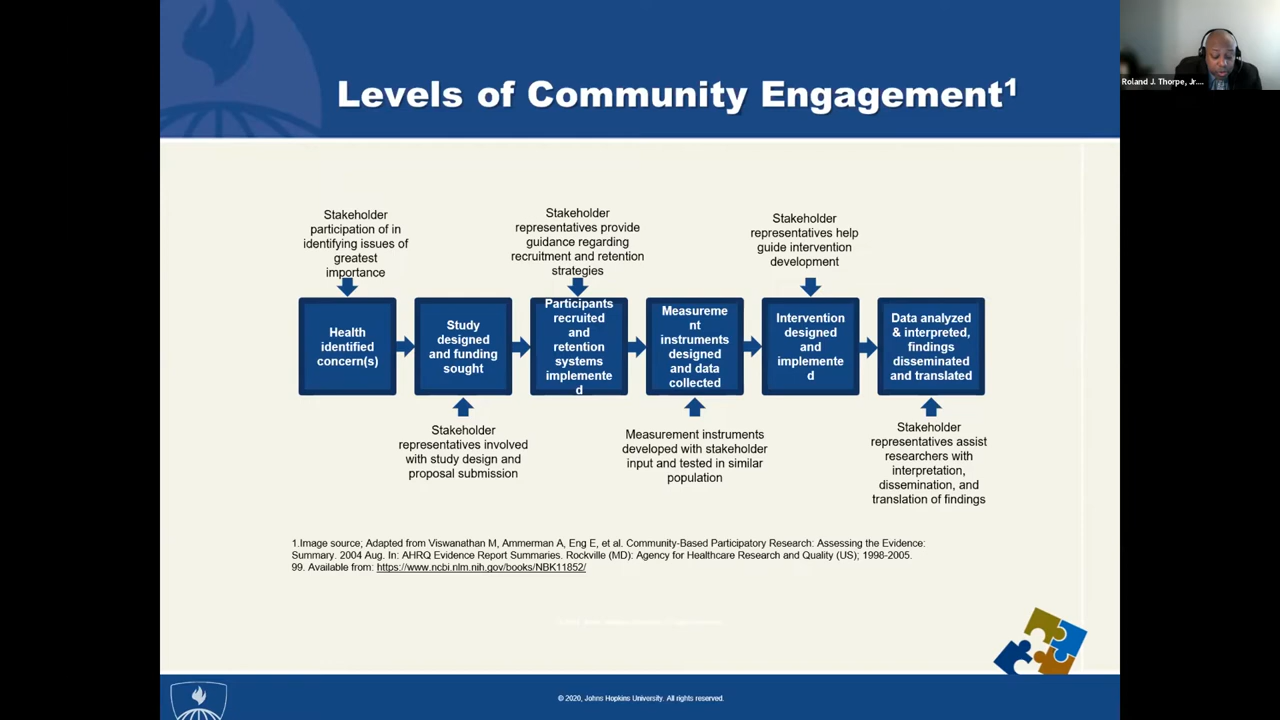 Levels of Community Engagement1
Roland J. Thorpe, Jr....
Stakeholder
participation of in
identifying issues of
greatest
importance
Stakeholder
representatives provide
guidance regarding
recruitment and retention
strategies
Stakeholder
representatives help
guide intervention
development
Health
identified
concern(s)
Study
designed
and funding
sought
Participants
recruited
and
retention
systems
implemente
d
Measureme
nt
instruments
designed
and data
collected
Intervention
designed
and
implemente
d
Data analyzed
& interpreted,
findings
disseminated
and translated
Stakeholder
representatives involved
with study design and
proposal submission
Measurement instruments
developed with stakeholder
input and tested in similar
population
Stakeholder
representatives assist
researchers with
interpretation,
dissemination, and
translation of findings
1.Image source; Adapted from Viswanathan M, Ammerman A, Eng E, et al. Community-Based Participatory Research: Assessing the Evidence:
Summary. 2004 Aug. In: AHRQ Evidence Report Summaries. Rockville (MD): Agency for Healthcare Research and Quality (US); 1998-2005.
99. Available from: https://www.ncbi.nlm.nih.gov/books/NBK11852/
© 2020, Johns Hopkins University. All rights reserved.